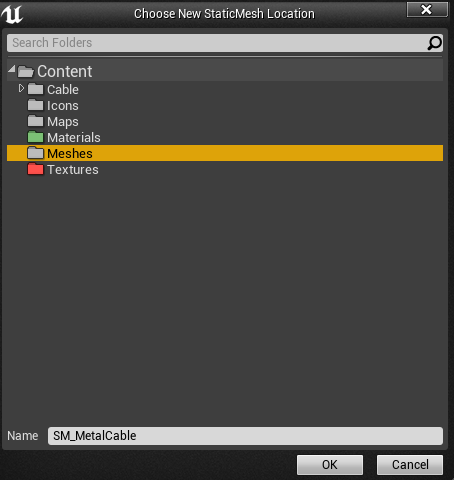 Choose New StaticMesh Location
Search Folders
Content
Cable
Icons
Maps
Materials
Meshes
Textures
Name SM_MetalCable
OK Cancel